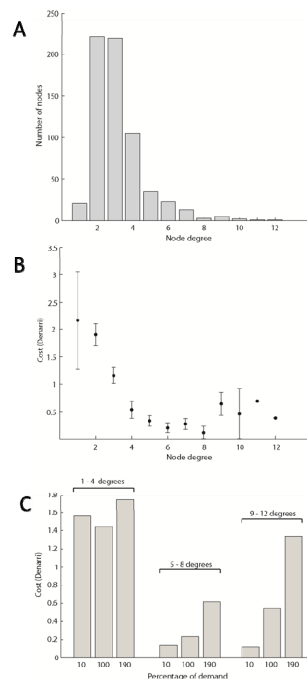 A
250
200
150
100
50
0
Number of nodes
2 4 6 8 10 12
Node degree
B
3.5
3
2.5
2
1.5
1
0.5
Cost (Denarri)
2 4 6 8 10 12
Node degree
C
1.8
1.6
1.4
1.2
1
0.8
0.6
0.4
0.2
0
Cost (Denarri)
1 - 4 degrees
5 - 8 degrees
9 - 12 degrees
10 100 190 10 100 190 10 100 190
Percentage of demand